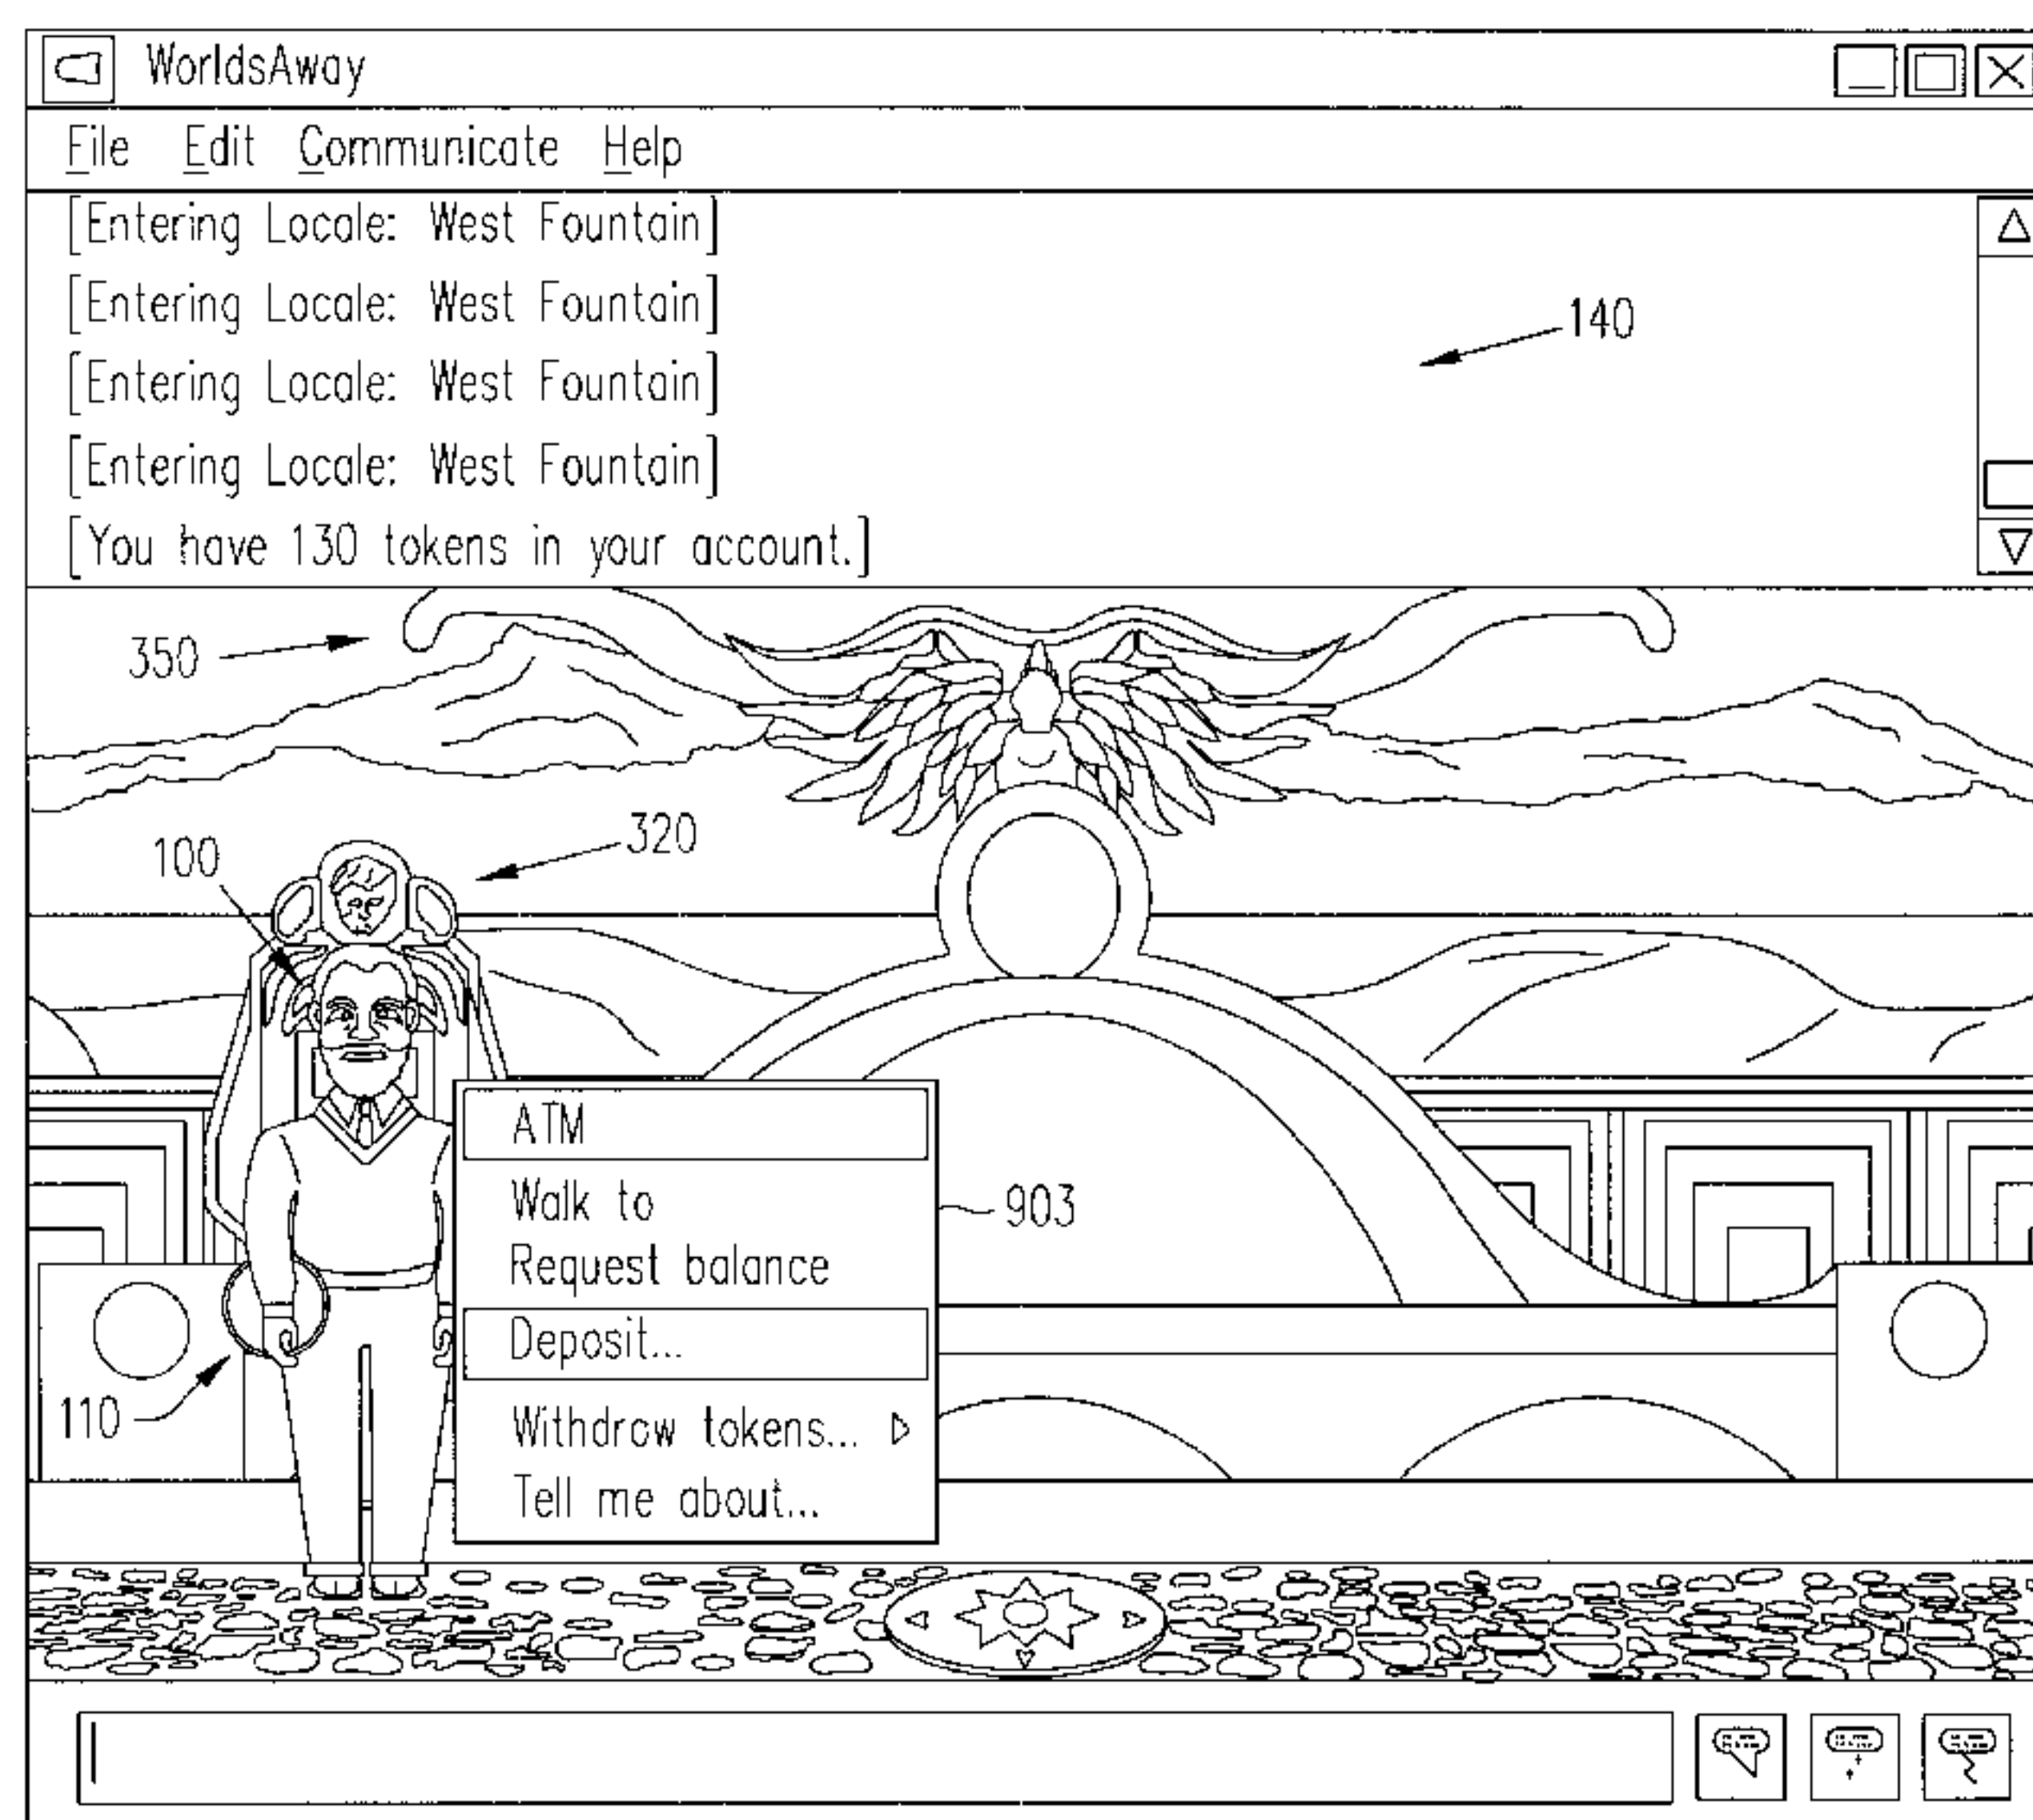 WorldsAway
File Edit Communicate Help
[Entering Locale: West Fountain]
[Entering Locale: West Fountain]
140
[Entering Locale: West Fountain]
[Entering Locale: West Fountain]
[You have 130 tokens in your account.]
350
320
100
ATM
Walk to
903
Request balance
Deposit...
110
Withdraw tokens...
Tell me about...